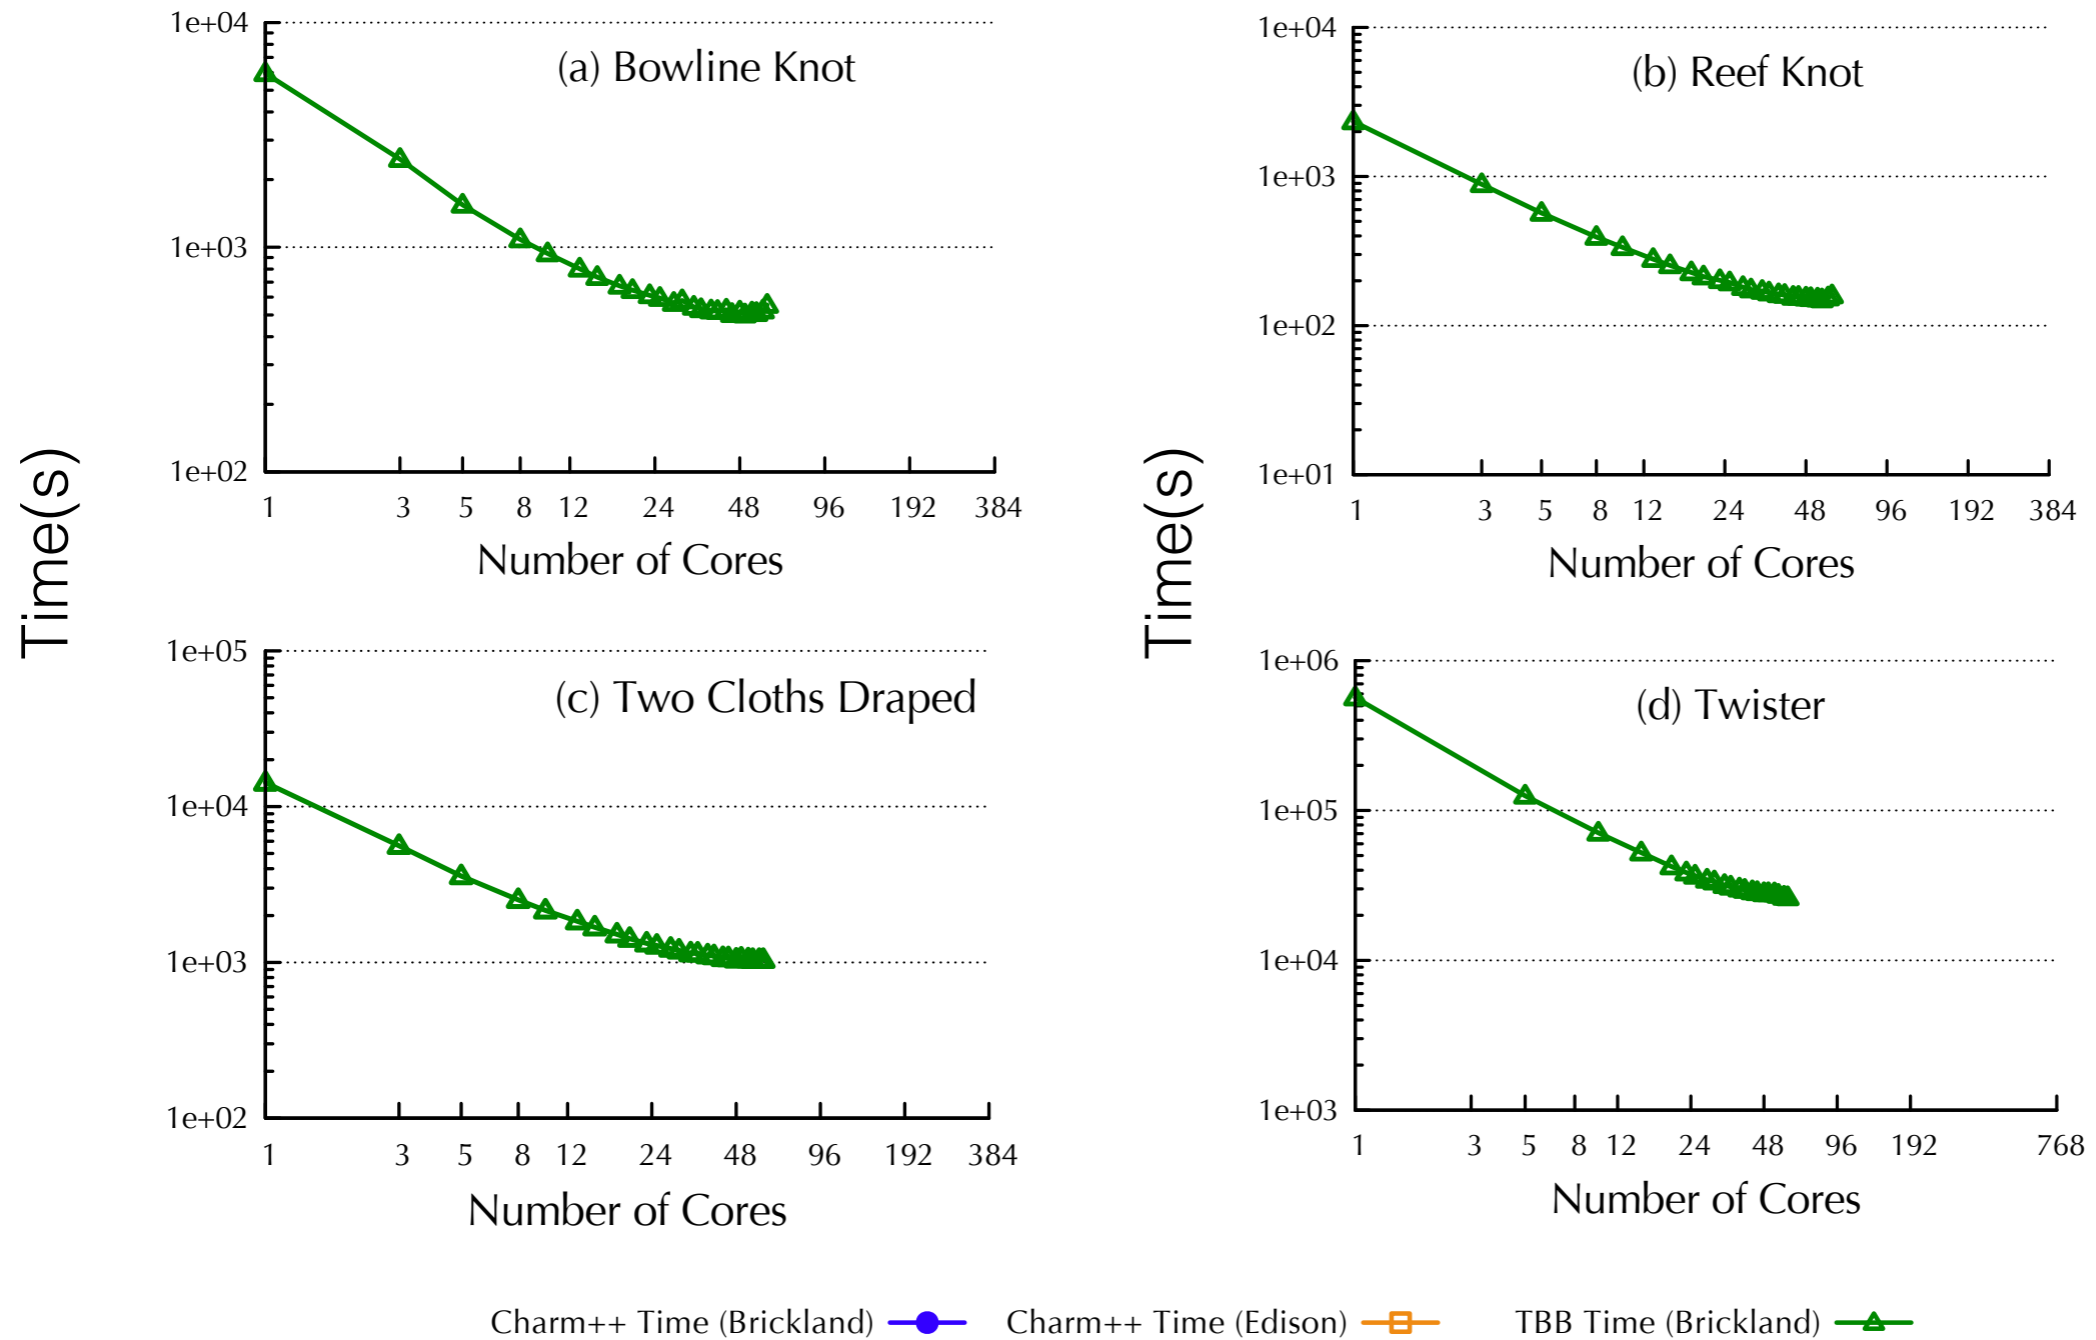 Time(s)
1e+04
1e+03
1e+02
(a) Bowline Knot
1 3 5 8 12 24 48 96 192 384
Number of Cores
Time(s)
1e+04
1e+03
1e+02
1e+01
(b) Reef Knot
1 3 5 8 12 24 48 96 192 384
Number of Cores
1e+05
1e+04
1e+03
1e+02
(c) Two Cloths Draped
1 3 5 8 12 24 48 96 192 384
Number of Cores
1e+06
1e+05
1e+04
1e+03
(d) Twister
1 3 5 8 12 24 48 96 192 768
Number of Cores
Charm++ Time (Brickland) Charm++ Time (Edison) TBB Time (Brickland)